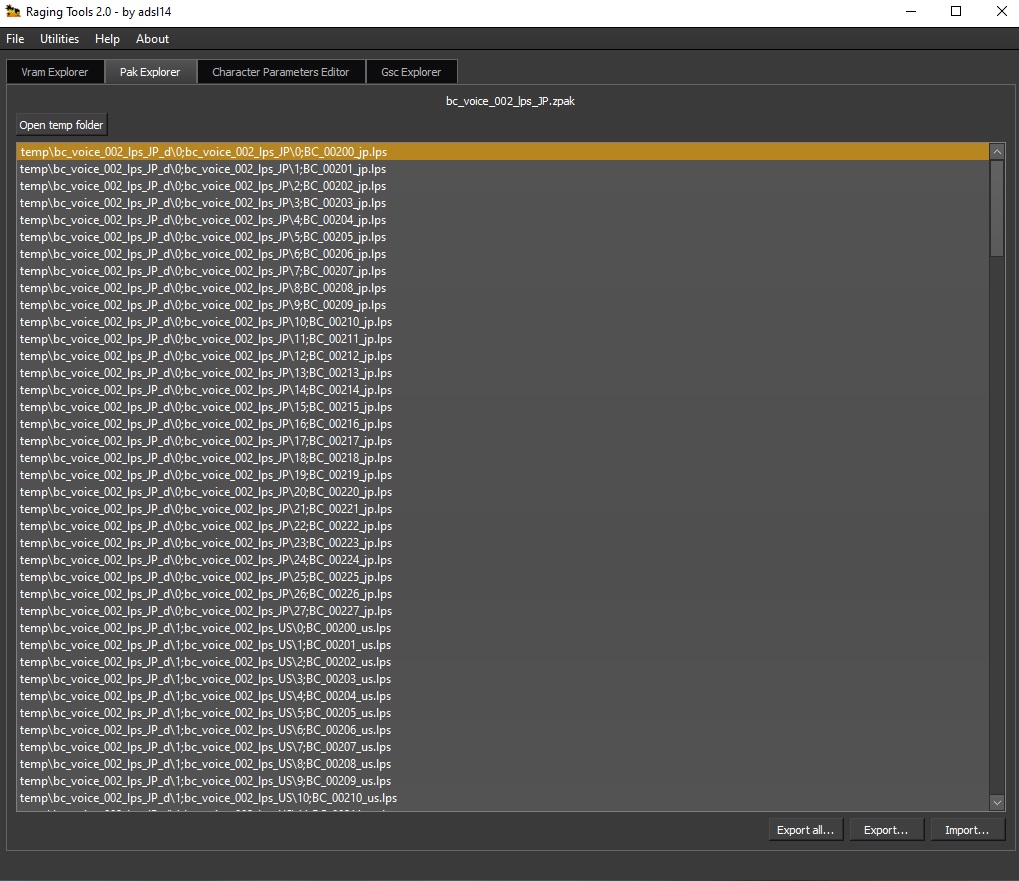 Raging Tools 2.0 - by adsl14
File Utilities Help About
Vram Explorer Pak Explorer Character Parameters Editor Gsc Explorer
bc_voice_002_lps_JP.zpak
Open temp folder
temp\bc_voice_002_lps_JP_d\0;bc_voice_002_lps_JP\0;BC_00200_jp.lps
temp\bc_voice_002_lps_JP_d\0;bc_voice_002_lps_JP\1;BC_00201_jp.lps
temp\bc_voice_002_lps_JP_d\0;bc_voice_002_lps_JP\2;BC_00202_jp.lps
temp\bc_voice_002_lps_JP_d\0;bc_voice_002_lps_JP\3;BC_00203_jp.lps
temp\bc_voice_002_lps_JP_d\0;bc_voice_002_lps_JP\4;BC_00204_jp.lps
temp\bc_voice_002_lps_JP_d\0;bc_voice_002_lps_JP\5;BC_00205_jp.lps
temp\bc_voice_002_lps_JP_d\0;bc_voice_002_lps_JP\6;BC_00206_jp.lps
temp\bc_voice_002_lps_JP_d\0;bc_voice_002_lps_JP\7;BC_00207_jp.lps
temp\bc_voice_002_lps_JP_d\0;bc_voice_002_lps_JP\8;BC_00208_jp.lps
temp\bc_voice_002_lps_JP_d\0;bc_voice_002_lps_JP\9;BC_00209_jp.lps
temp\bc_voice_002_lps_JP_d\0;bc_voice_002_lps_JP\10;BC_00210_jp.lps
temp\bc_voice_002_lps_JP_d\0;bc_voice_002_lps_JP\11;BC_00211_jp.lps
temp\bc_voice_002_lps_JP_d\0;bc_voice_002_lps_JP\12;BC_00212_jp.lps
temp\bc_voice_002_lps_JP_d\0;bc_voice_002_lps_JP\13;BC_00213_jp.lps
temp\bc_voice_002_lps_JP_d\0;bc_voice_002_lps_JP\14;BC_00214_jp.lps
temp\bc_voice_002_lps_JP_d\0;bc_voice_002_lps_JP\15;BC_00215_jp.lps
temp\bc_voice_002_lps_JP_d\0;bc_voice_002_lps_JP\16;BC_00216_jp.lps
temp\bc_voice_002_lps_JP_d\0;bc_voice_002_lps_JP\17;BC_00217_jp.lps
temp\bc_voice_002_lps_JP_d\0;bc_voice_002_lps_JP\18;BC_00218_jp.lps
temp\bc_voice_002_lps_JP_d\0;bc_voice_002_lps_JP\19;BC_00219_jp.lps
temp\bc_voice_002_lps_JP_d\0;bc_voice_002_lps_JP\20;BC_00220_jp.lps
temp\bc_voice_002_lps_JP_d\0;bc_voice_002_lps_JP\21;BC_00221_jp.lps
temp\bc_voice_002_lps_JP_d\0;bc_voice_002_lps_JP\22;BC_00222_jp.lps
temp\bc_voice_002_lps_JP_d\0;bc_voice_002_lps_JP\23;BC_00223_jp.lps
temp\bc_voice_002_lps_JP_d\0;bc_voice_002_lps_JP\24;BC_00224_jp.lps
temp\bc_voice_002_lps_JP_d\0;bc_voice_002_lps_JP\25;BC_00225_jp.lps
temp\bc_voice_002_lps_JP_d\0;bc_voice_002_lps_JP\26;BC_00226_jp.lps
temp\bc_voice_002_lps_JP_d\0;bc_voice_002_lps_JP\27;BC_00227_jp.lps
temp\bc_voice_002_lps_JP_d\1;bc_voice_002_lps_US\0;BC_00200_us.lps
temp\bc_voice_002_lps_JP_d\1;bc_voice_002_lps_US\1;BC_00201_us.lps
temp\bc_voice_002_lps_JP_d\1;bc_voice_002_lps_US\2;BC_00202_us.lps
temp\bc_voice_002_lps_JP_d\1;bc_voice_002_lps_US\3;BC_00203_us.lps
temp\bc_voice_002_lps_JP_d\1;bc_voice_002_lps_US\4;BC_00204_us.lps
temp\bc_voice_002_lps_JP_d\1;bc_voice_002_lps_US\5;BC_00205_us.lps
temp\bc_voice_002_lps_JP_d\1;bc_voice_002_lps_US\6;BC_00206_us.lps
temp\bc_voice_002_lps_JP_d\1;bc_voice_002_lps_US\7;BC_00207_us.lps
temp\bc_voice_002_lps_JP_d\1;bc_voice_002_lps_US\8;BC_00208_us.lps
temp\bc_voice_002_lps_JP_d\1;bc_voice_002_lps_US\9;BC_00209_us.lps
temp\bc_voice_002_lps_JP_d\1;bc_voice_002_lps_US\10;BC_00210_us.lps
Export all... Export... Import...